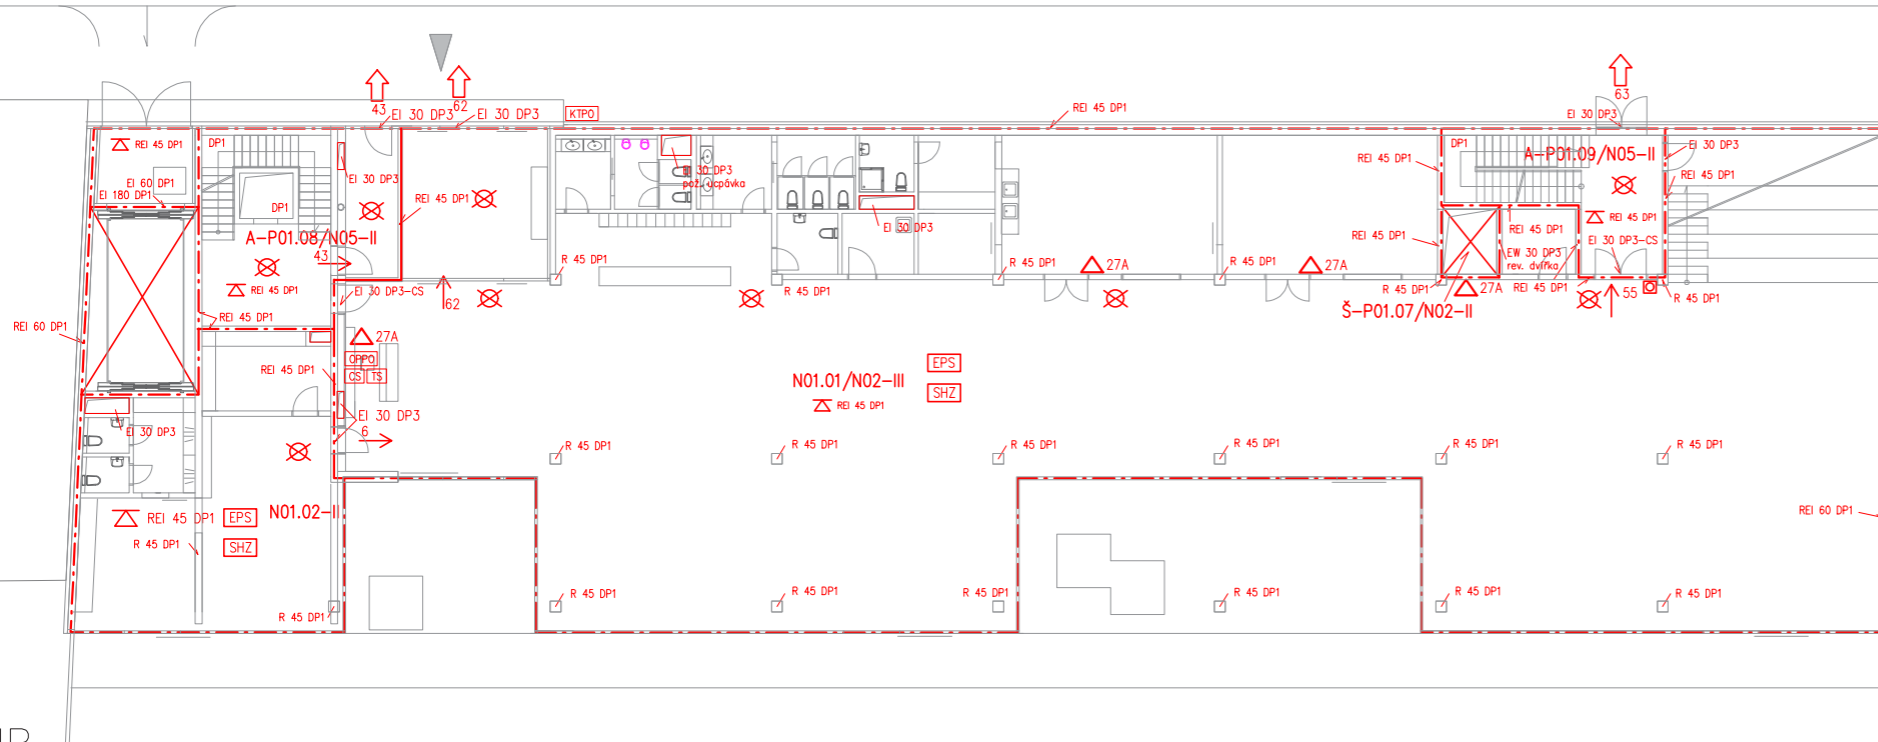 43
62
EI 30 DP3
EI 30 DP3
KTPO
REI 45 DP1
63
EI 30 DP3
REI 45 DP1
DP1
EI 60 DP1
EI 180 DP1
EI 30 DP3
DP1
REI 45 DP1
EI 30 DP3
pož. ucpávka
EI 30 DP3
DP1
A-P01.09/N05-II
EI 30 DP3
REI 45 DP1
REI 45 DP1
REI 45 DP1
REI 45 DP1
REI 45 DP1
EI 30 DP3-CS
EW 30 DP3
rev. dvířka
A-P01.08/N05-II
43
REI 45 DP1
EI 30 DP3-CS
62
R 45 DP1
R 45 DP1
R 45 DP1
27A
R 45 DP1
27A
R 45 DP1
27A
REI 45 DP1
55
R 45 DP1
Š-P01.07/N02-II
REI 60 DP1
REI 45 DP1
27A
OPPO
CS
TS
REI 45 DP1
N01.01/N02-III
REI 45 DP1
EPS
SHZ
EI 30 DP3
6
EI 30 DP3
R 45 DP1
R 45 DP1
R 45 DP1
R 45 DP1
R 45 DP1
R 45 DP1
N01.02-II
REI 45 DP1
EPS
SHZ
R 45 DP1
REI 60 DP1
R 45 DP1
R 45 DP1
R 45 DP1
R 45 DP1
R 45 DP1
R 45 DP1
R 45 DP1